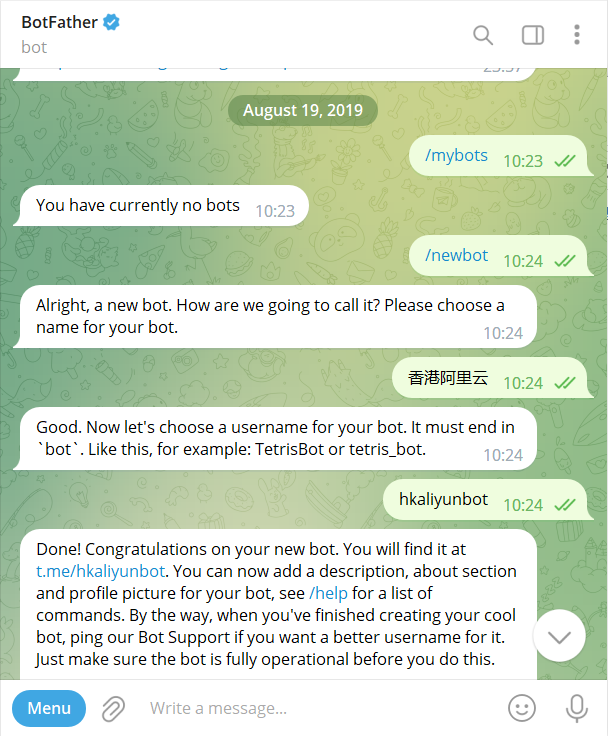 BotFather
bot
August 19, 2019
/mybots 10:23
You have currently no bots 10:23
/newbot 10:24
Alright, a new bot. How are we going to call it? Please choose a
name for your bot.
10:24
香港阿里云 10:24
Good. Now let's choose a username for your bot. It must end in
`bot`. Like this, for example: TetrisBot or tetris_bot.
10:24
hkaliyunbot 10:24
Done! Congratulations on your new bot. You will find it at
t.me/hkaliyunbot. You can now add a description, about section
and profile picture for your bot, see /help for a list of
commands. By the way, when you've finished creating your cool
bot, ping our Bot Support if you want a better username for it.
Just make sure the bot is fully operational before you do this.
Menu
Write a message...